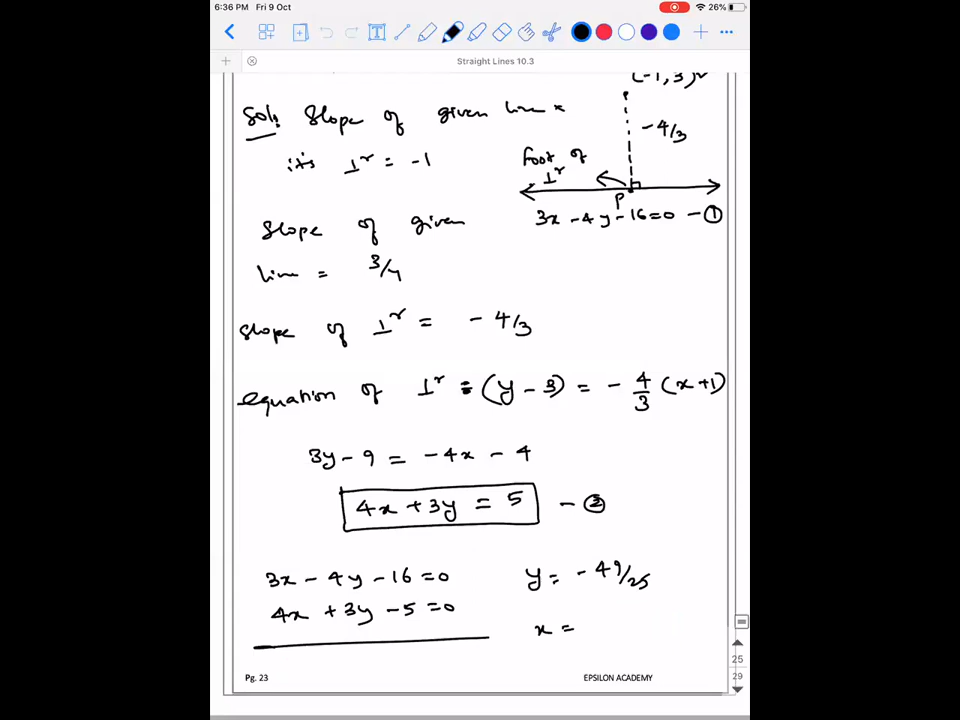 6:36 PM Fri 9 Oct 26%
Straight Lines 10.3
(-1, 3)
Sol: Slope of given line ×
its ⊥r = -1
-4/3
Foot of
⊥r
P
3x - 4y - 16 = 0 - ①
Slope of given
line = 3/4
Slope of ⊥r = - 4/3
equation of ⊥r = (y - 3) = - 4/3 (x+1)
3y - 9 = -4x - 4
4x + 3y = 5 - ②
3x - 4y - 16 = 0
4x + 3y - 5 = 0
y = - 49/25
x =
25
29
Pg. 23 EPSILON ACADEMY